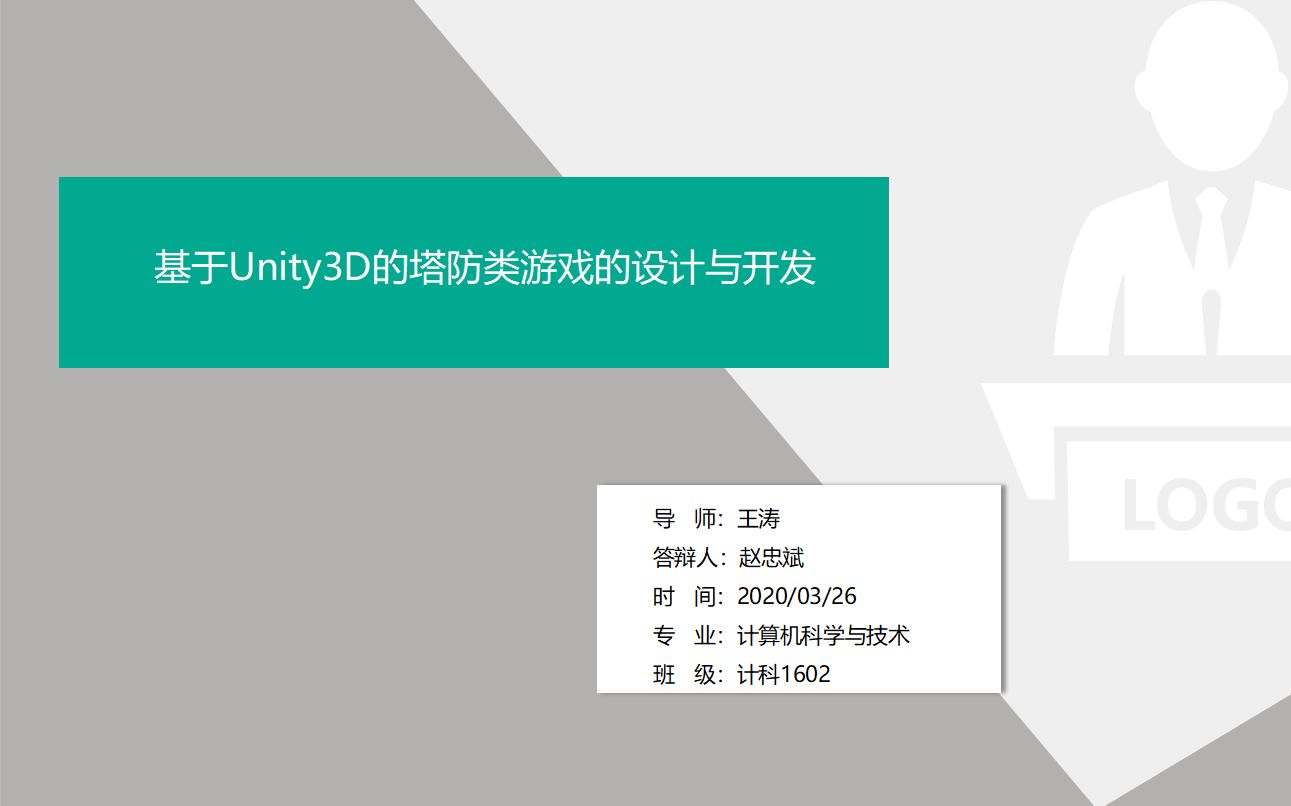 基于Unity3D的塔防类游戏的设计与开发
导 师：王涛
答辩人：赵忠斌
时 间：2020/03/26
专 业：计算机科学与技术
班 级：计科1602
LOGO